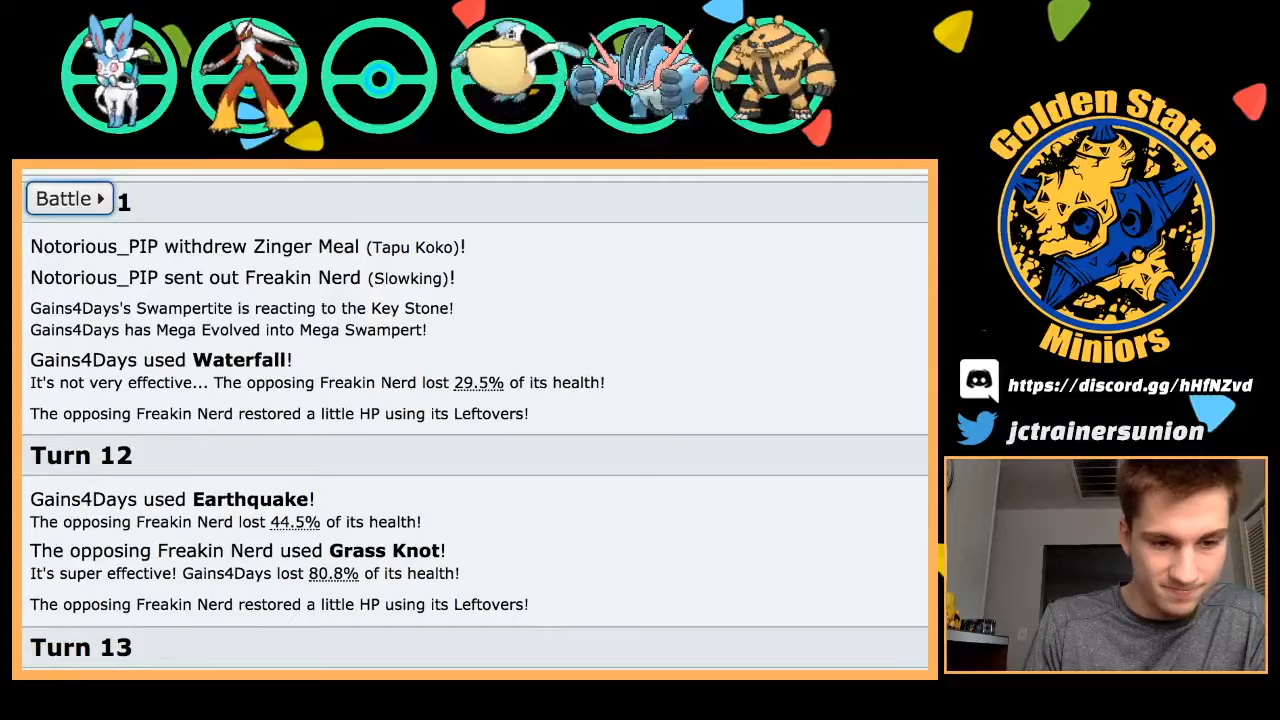 Golden State
Miniors
https://discord.gg/hHfNZvd
jctrainersunion
Battle
1
Notorious_PIP withdrew Zinger Meal (Tapu Koko)!
Notorious_PIP sent out Freakin Nerd (Slowking)!
Gains4Days's Swampertite is reacting to the Key Stone!
Gains4Days has Mega Evolved into Mega Swampert!
Gains4Days used Waterfall!
It's not very effective... The opposing Freakin Nerd lost 29.5% of its health!
The opposing Freakin Nerd restored a little HP using its Leftovers!
Turn 12
Gains4Days used Earthquake!
The opposing Freakin Nerd lost 44.5% of its health!
The opposing Freakin Nerd used Grass Knot!
It's super effective! Gains4Days lost 80.8% of its health!
The opposing Freakin Nerd restored a little HP using its Leftovers!
Turn 13